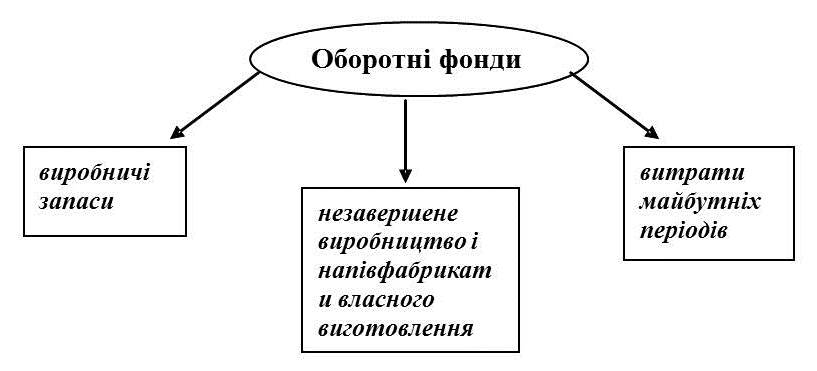 Оборотні фонди
виробничі
запаси
незавершене
виробництво і
напівфабрикат
и власного
виготовлення
витрати
майбутніх
періодів